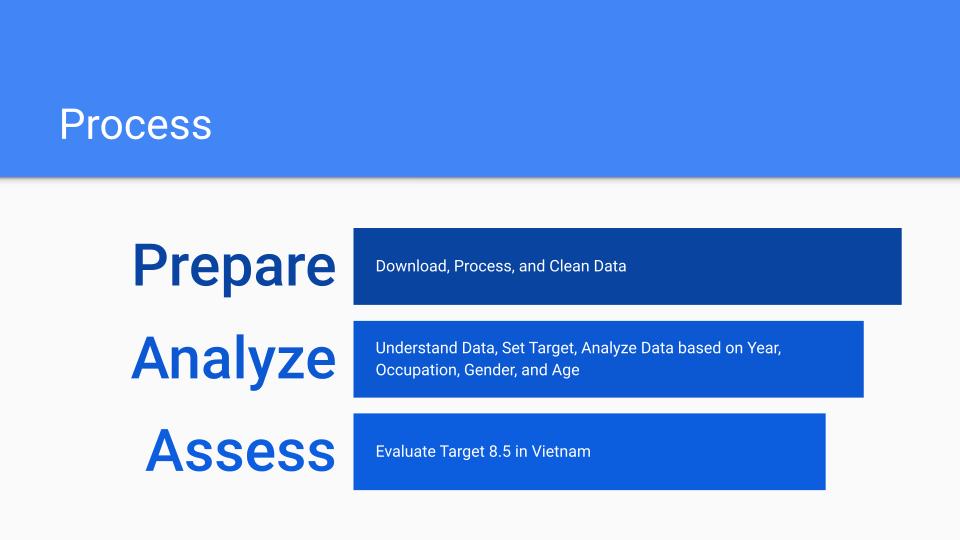 Process
Prepare
Download, Process, and Clean Data
Analyze
Understand Data, Set Target, Analyze Data based on Year,
Occupation, Gender, and Age
Assess
Evaluate Target 8.5 in Vietnam